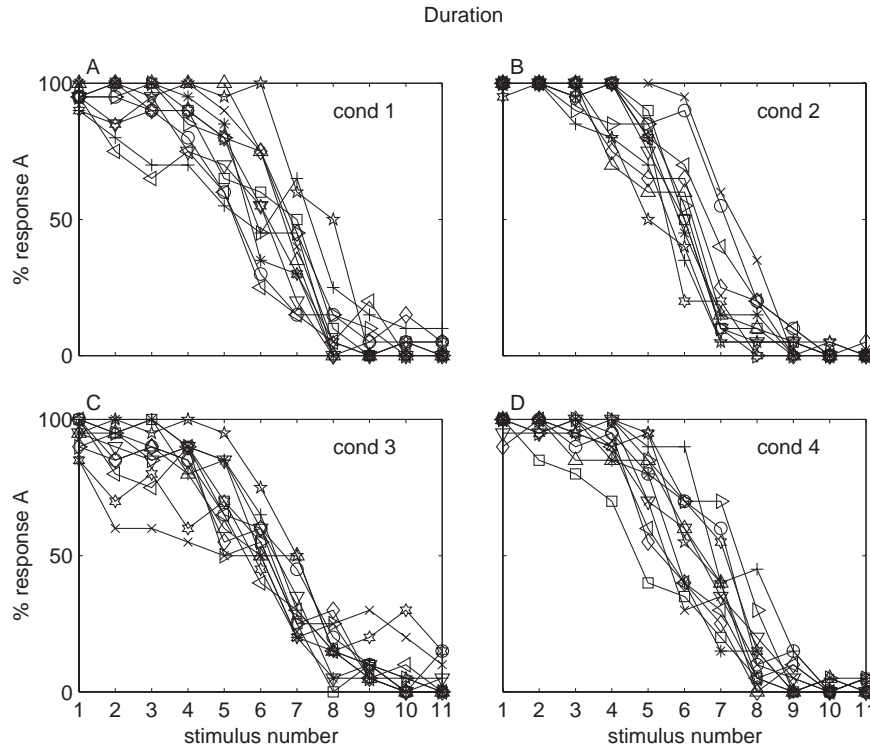 Duration
A
B
100
50
0
% response A
cond 1
cond 2
C
D
100
50
0
% response A
cond 3
cond 4
1 2 3 4 5 6 7 8 9 10 11
1 2 3 4 5 6 7 8 9 10 11
stimulus number
stimulus number